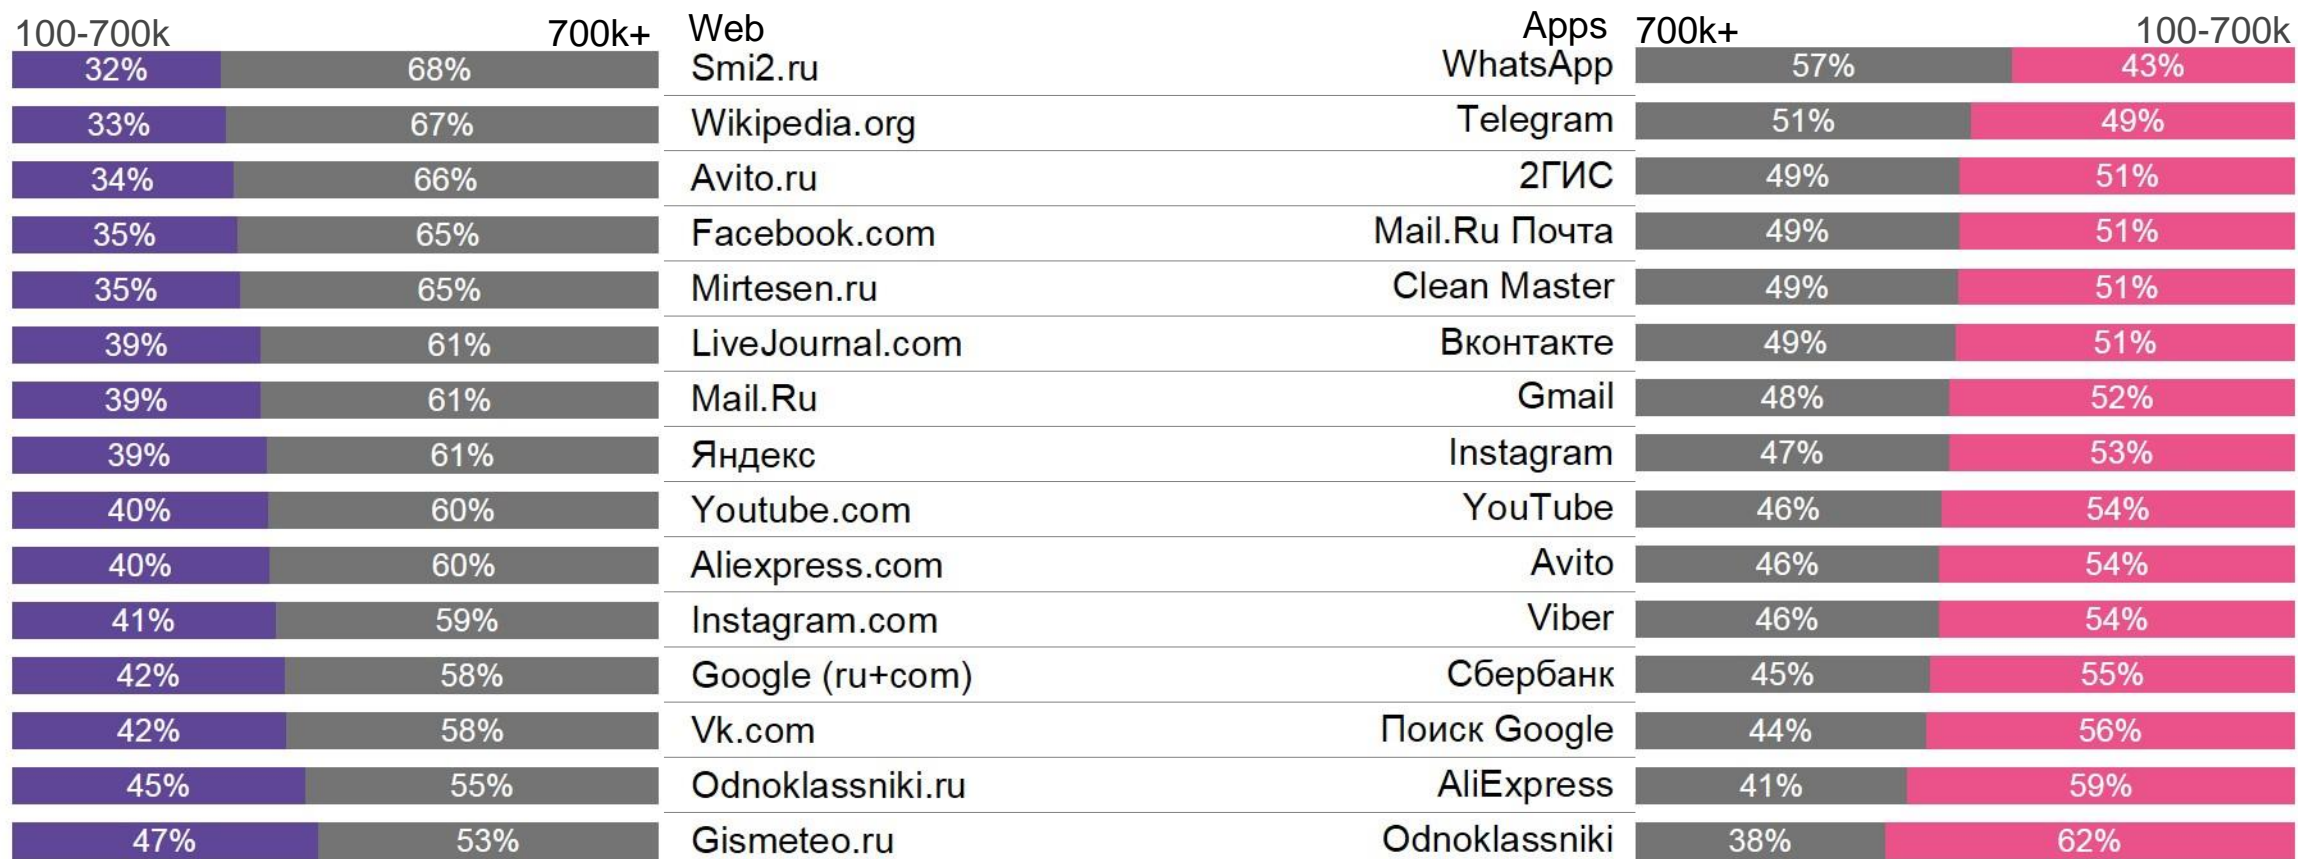 100-700k 700k+ Web Apps 700k+ 100-700k
32% 68% Smi2.ru WhatsApp 57% 43%
33% 67% Wikipedia.org Telegram 51% 49%
34% 66% Avito.ru 2ГИС 49% 51%
35% 65% Facebook.com Mail.Ru Почта 49% 51%
35% 65% Mirtesen.ru Clean Master 49% 51%
39% 61% LiveJournal.com Вконтакте 49% 51%
39% 61% Mail.Ru Gmail 48% 52%
39% 61% Яндекс Instagram 47% 53%
40% 60% Youtube.com YouTube 46% 54%
40% 60% Aliexpress.com Avito 46% 54%
41% 59% Instagram.com Viber 46% 54%
42% 58% Google (ru+com) Сбербанк 45% 55%
42% 58% Vk.com Поиск Google 44% 56%
45% 55% Odnoklassniki.ru AliExpress 41% 59%
47% 53% Gismeteo.ru Odnoklassniki 38% 62%